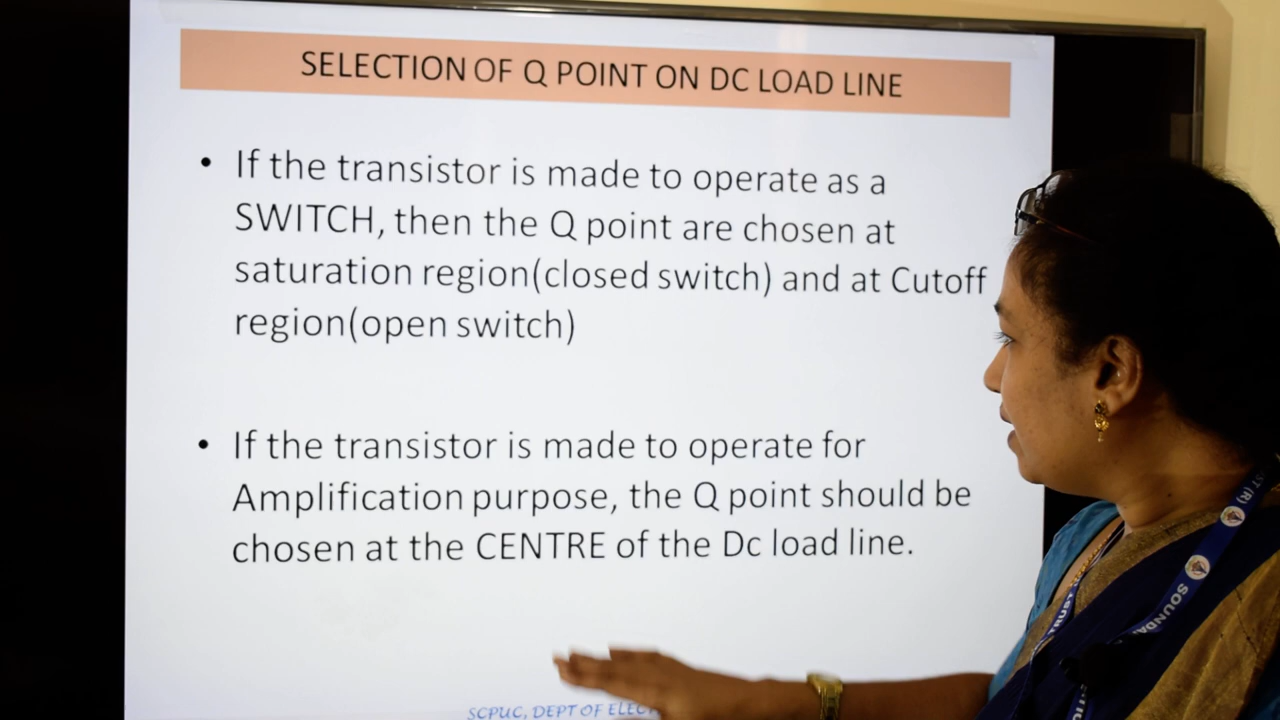 SELECTION OF Q POINT ON DC LOAD LINE
• If the transistor is made to operate as a
SWITCH, then the Q point are chosen at
saturation region(closed switch) and at Cutoff
region(open switch)
• If the transistor is made to operate for
Amplification purpose, the Q point should be
chosen at the CENTRE of the Dc load line.
SCPUC, DEPT OF